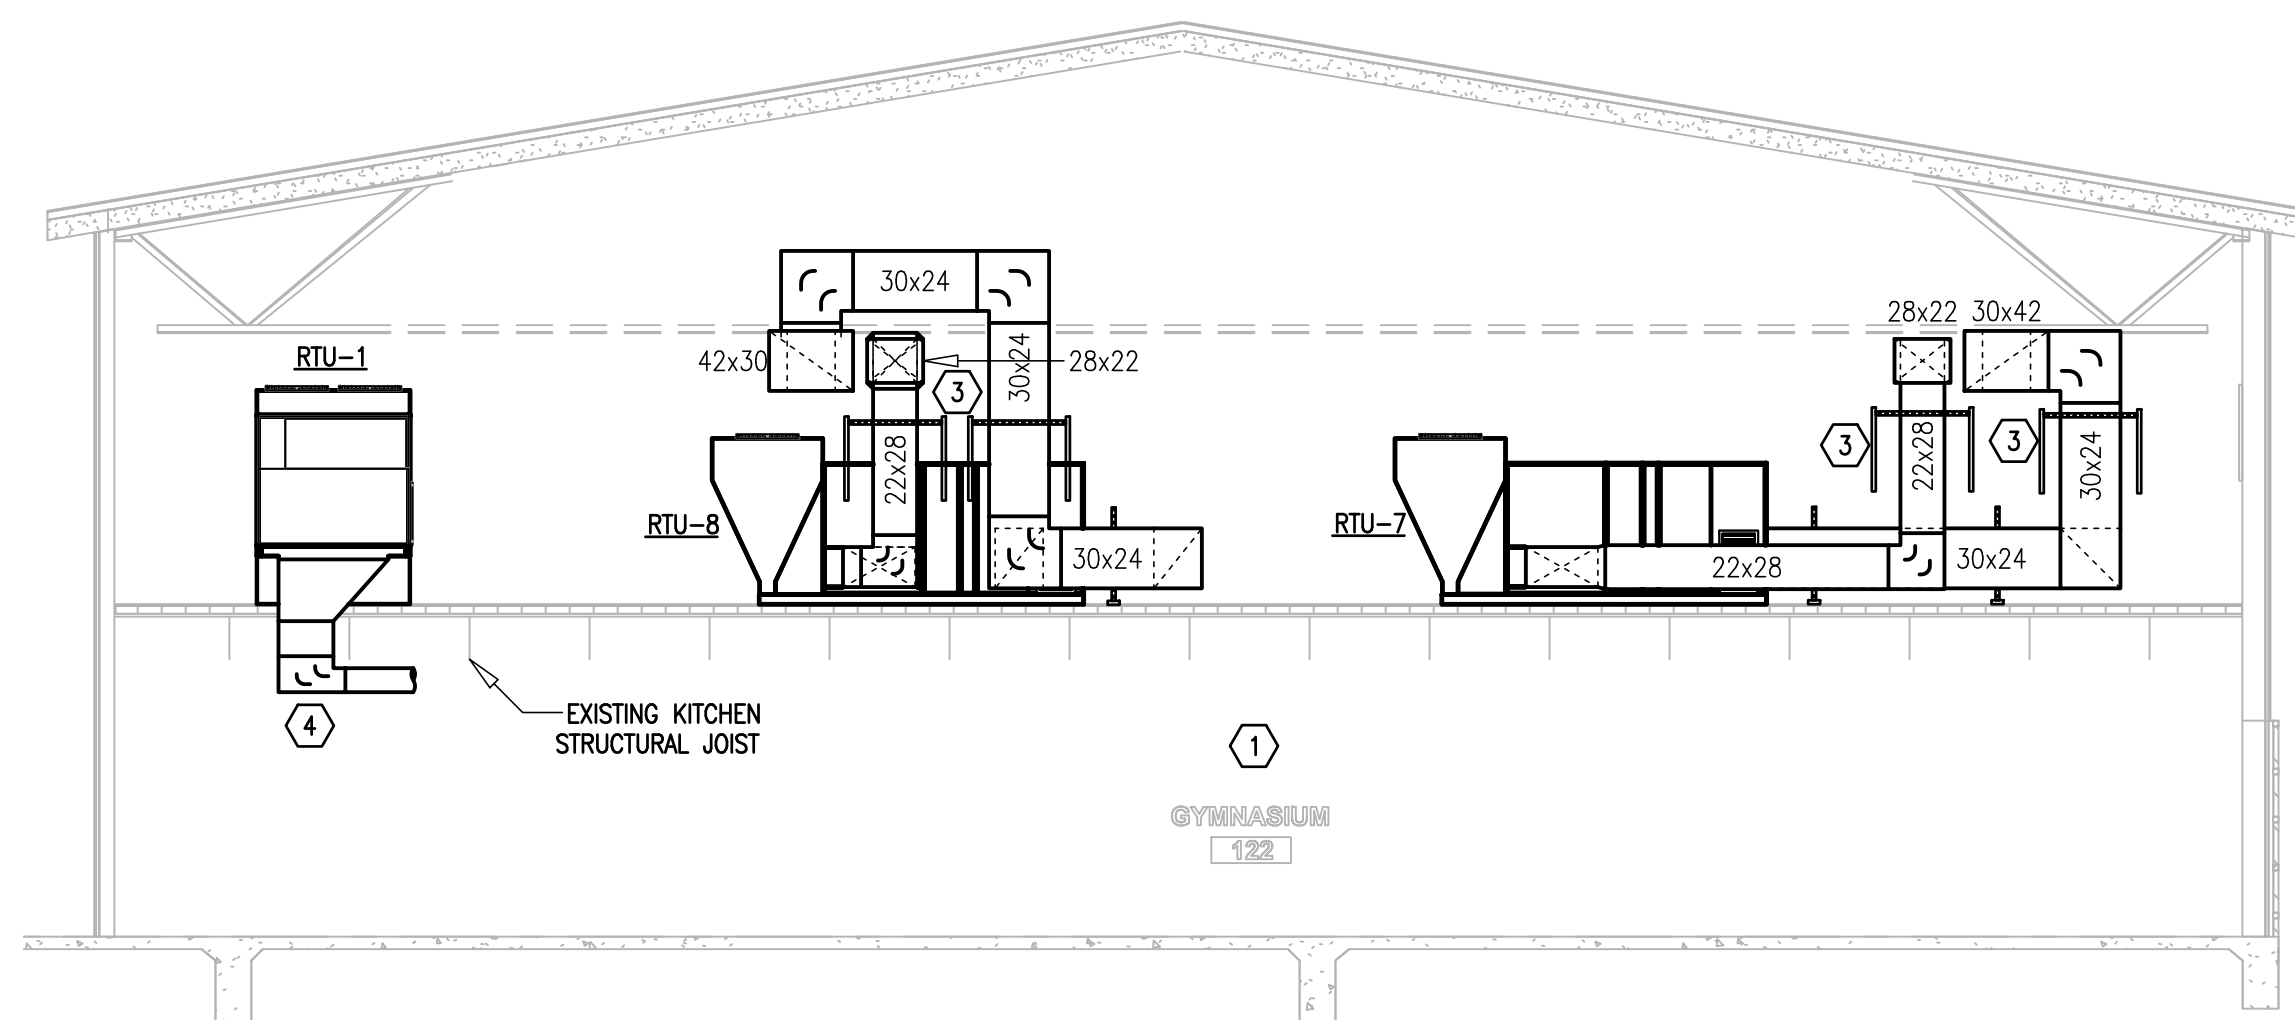 30x24
28x22
30x42
RTU-1
42x30
28x22
30x24
3
3
3
22x28
22x28
30x24
RTU-8
RTU-7
30x24
22x28
30x24
EXISTING KITCHEN
STRUCTURAL JOIST
4
1
GYMNASIUM
122